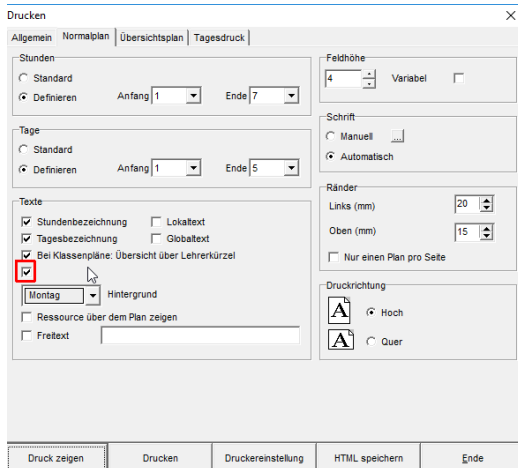 Drucken
Allgemein Normalplan Übersichtsplan Tagesdruck
Stunden
Standard
Definieren Anfang 1 Ende 7
Tage
Standard
Definieren Anfang 1 Ende 5
Texte
Stundenbezeichnung Lokaltext
Tagesbezeichnung Globaltext
Bei Klassenpläne: Übersicht über Lehrerkürzel
Montag Hintergrund
Ressource über dem Plan zeigen
Freitext
Feldhöhe
4 Variabel
Schrift
Manuell ...
Automatisch
Ränder
Links (mm) 20
Oben (mm) 15
Nur einen Plan pro Seite
Druckrichtung
A Hoch
A Quer
Druck zeigen Drucken Druckereinstellung HTML speichern Ende